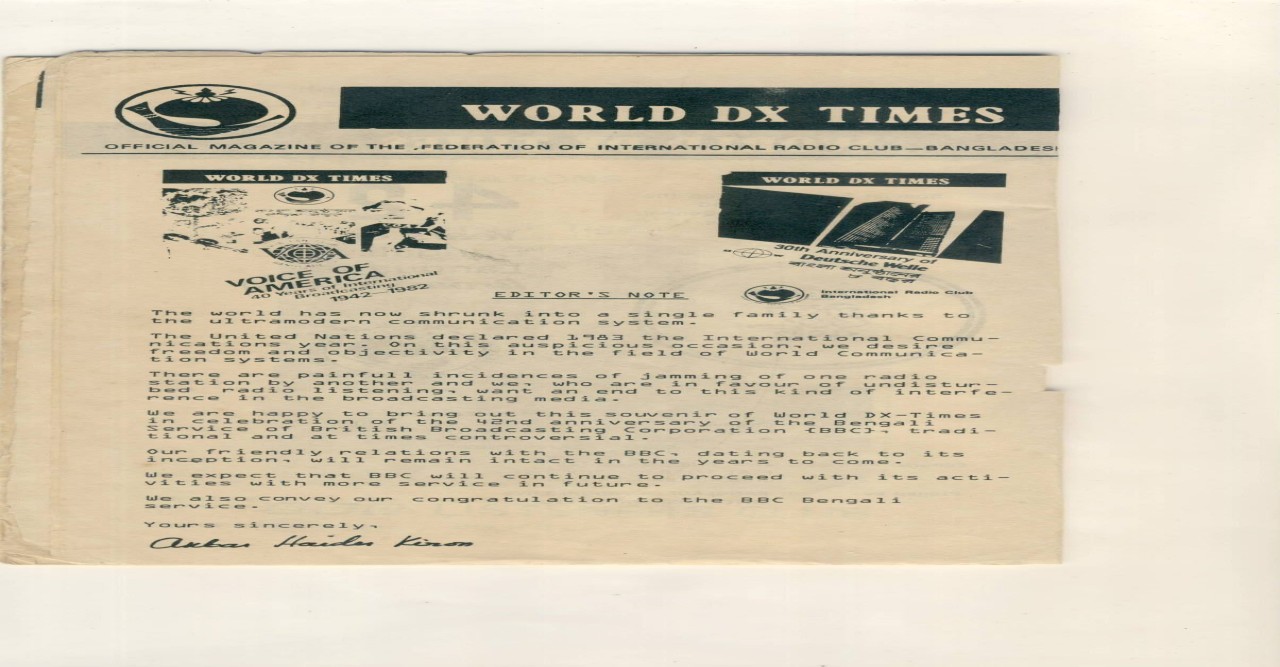 WORLD DX TIMES
OFFICIAL MAGAZINE OF THE FEDERATION OF INTERNATIONAL RADIO CLUB—BANGLADESH
WORLD DX TIMES
VOICE OF
AMERICA
40 Years of International
Broadcasting
1942–1982
WORLD DX TIMES
30th Anniversary of
Deutsche Welle
বাংলা অনুষ্ঠানের
৮ বছর
International Radio Club
Bangladesh
EDITOR'S NOTE
The world has now shrunk into a single family thanks to
the ultramodern communication system.
The United Nations declared 1983 the International Commu-
nications year. On this auspicious occasion, we desire
freedom and objectivity in the field of World Communica-
tion systems.
There are painfull incidences of jamming of one radio
station by another and we, who are in favour of undistur-
bed radio listening, want an end to this kind of interfe-
rence in the broadcasting media.
We are happy to bring out this souvenir of World DX-Times
in celebration of the 42nd anniversary of the Bengali
Service of British Broadcasting Corporation (BBC), tradi-
tional and at times controversial.
Our friendly relations with the BBC, dating back to its
inception, will remain intact in the years to come.
We expect that BBC will continue to proceed with its acti-
vities with more service in future.
We also convey our congratulation to the BBC Bengali
service.
Yours sincerely,
Akbar Haider Kiron